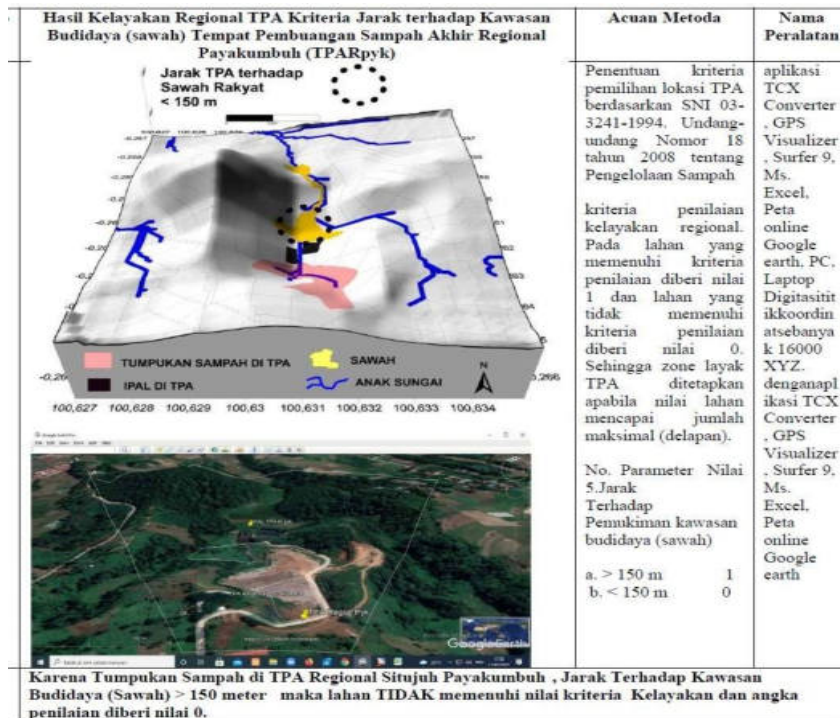 Hasil Kelayakan Regional TPA Kriteria Jarak terhadap Kawasan
Budidaya (sawah) Tempat Pembuangan Sampah Akhir Regional
Payakumbuh (TPARpyk)
Jarak TPA terhadap
Sawah Rakyat
< 150 m
TUMPUKAN SAMPAH DI TPA
SAWAH
IPAL DI TPA
ANAK SUNGAI
N
100,627 100,628 100,629 100,63 100,631 100,632 100,633 100,634
GoogleEarth
Acuan Metoda
Penentuan kriteria
pemilihan lokasi TPA
berdasarkan SNI 03-
3241-1994. Undang-
undang Nomor 18
tahun 2008 tentang
Pengelolaan Sampah
kriteria penilaian
kelayakan regional.
Pada lahan yang
memenuhi kriteria
penilaian diberi nilai
1 dan lahan yang
tidak memenuhi
kriteria penilaian
diberi nilai 0.
Sehingga zone layak
TPA ditetapkan
apabila nilai lahan
mencapai jumlah
maksimal (delapan).
No. Parameter Nilai
5.Jarak
Terhadap
Pemukiman kawasan
budidaya (sawah)
a. > 150 m 1
b. < 150 m 0
Nama
Peralatan
aplikasi
TCX
Converter
, GPS
Visualizer
, Surfer 9,
Ms.
Excel,
Peta
online
Google
earth, PC,
Laptop
Digitasitit
ikkoordin
atsebanya
k 16000
XYZ.
denganapl
ikasi TCX
Converter
, GPS
Visualizer
, Surfer 9,
Ms.
Excel,
Peta
online
Google
earth
Karena Tumpukan Sampah di TPA Regional Situjuh Payakumbuh , Jarak Terhadap Kawasan
Budidaya (Sawah) > 150 meter maka lahan TIDAK memenuhi nilai kriteria Kelayakan dan angka
penilaian diberi nilai 0.